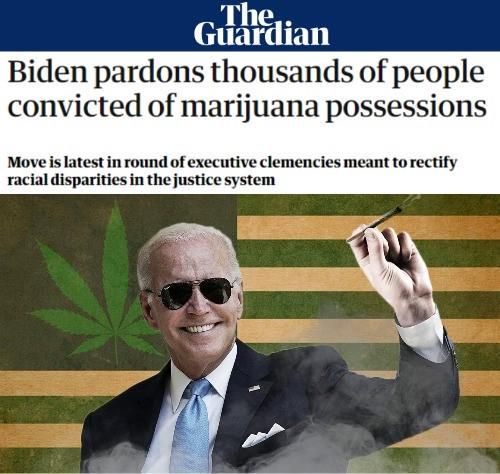 The
Guardian
Biden pardons thousands of people
convicted of marijuana possessions
Move is latest in round of executive clemencies meant to rectify
racial disparities in the justice system